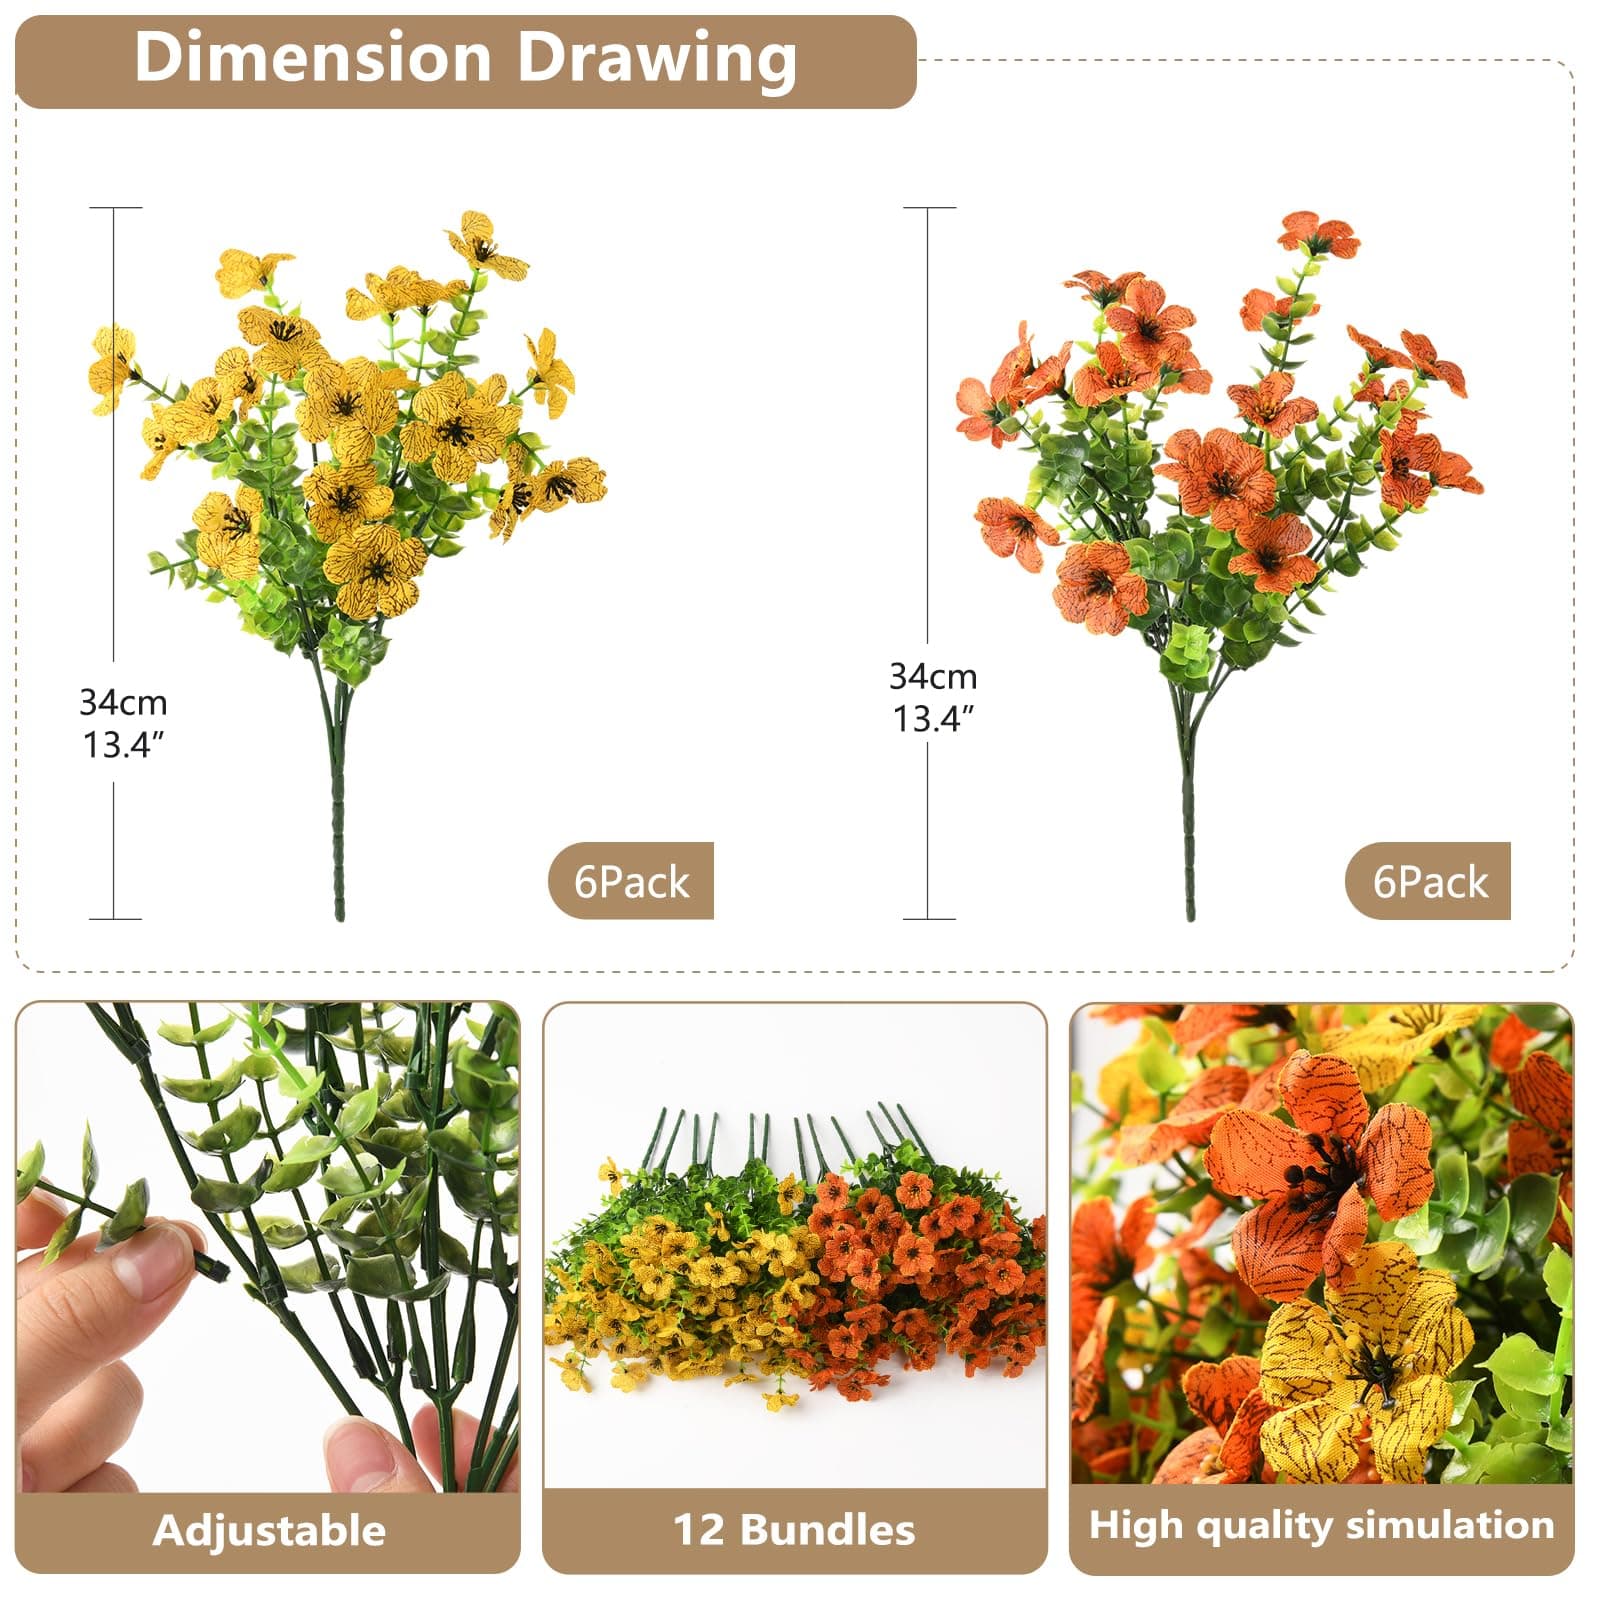 Dimension Drawing
34cm
13.4″
6Pack
34cm
13.4″
6Pack
Adjustable
12 Bundles
High quality simulation